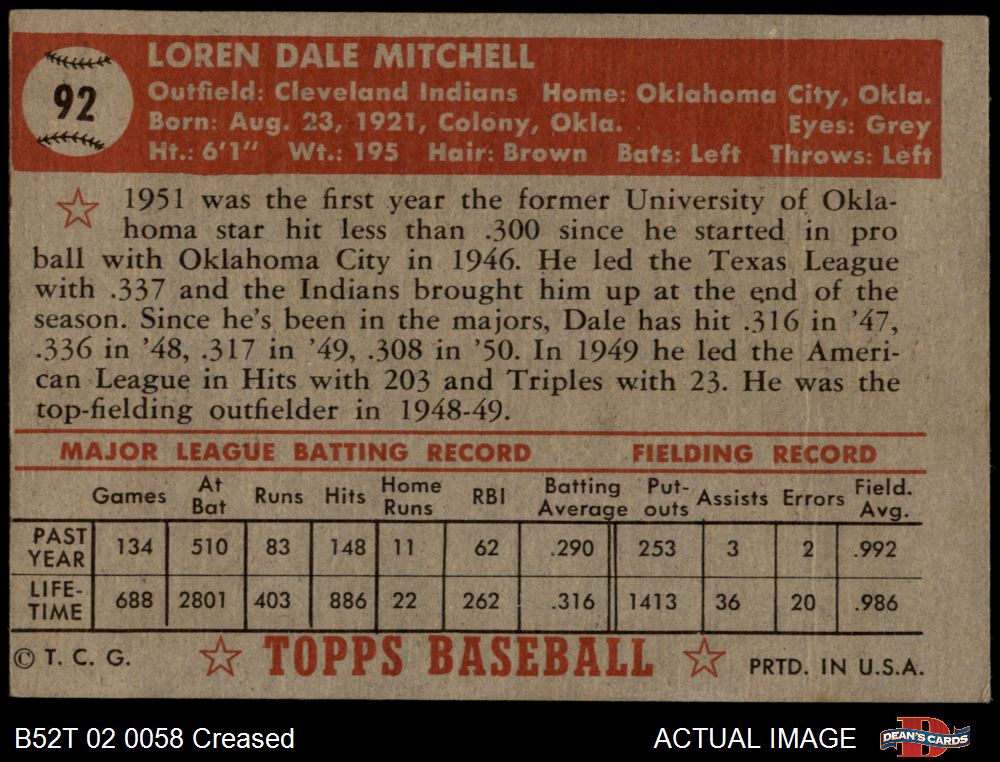 92
LOREN DALE MITCHELL
Outfield: Cleveland Indians Home: Oklahoma City, Okla.
Born: Aug. 23, 1921, Colony, Okla. Eyes: Grey
Ht.: 6'1" Wt.: 195 Hair: Brown Bats: Left Throws: Left
1951 was the first year the former University of Okla-
homa star hit less than .300 since he started in pro
ball with Oklahoma City in 1946. He led the Texas League
with .337 and the Indians brought him up at the end of the
season. Since he's been in the majors, Dale has hit .316 in '47,
.336 in '48, .317 in '49, .308 in '50. In 1949 he led the Ameri-
can League in Hits with 203 and Triples with 23. He was the
top-fielding outfielder in 1948-49.
MAJOR LEAGUE BATTING RECORD FIELDING RECORD
Games At Bat Runs Hits Home Runs RBI Batting Average Put-outs Assists Errors Field. Avg.
PAST YEAR 134 510 83 148 11 62 .290 253 3 2 .992
LIFE-TIME 688 2801 403 886 22 262 .316 1413 36 20 .986
© T. C. G. TOPPS BASEBALL PRTD. IN U.S.A.
B52T 02 0058 Creased ACTUAL IMAGE D DEAN'S CARDS